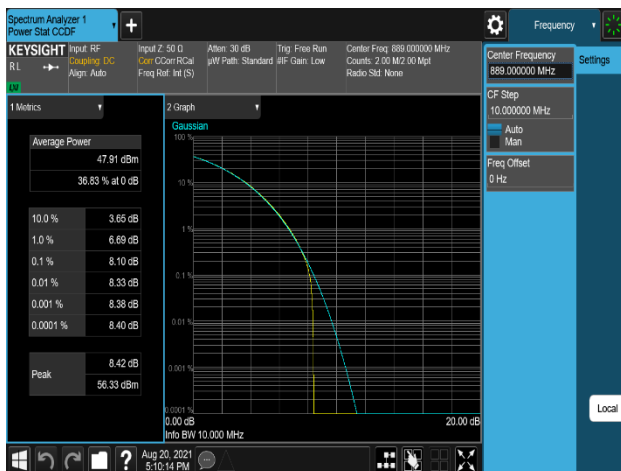 Spectrum Analyzer 1
Power Stat CCDF
+
Frequency
KEYSIGHT
R L
LXI
Input: RF
Coupling: DC
Align: Auto
Input Z: 50 Ω
Corr CCorr RCal
Freq Ref: Int (S)
Atten: 30 dB
µW Path: Standard
Trig: Free Run
#IF Gain: Low
Center Freq: 889.000000 MHz
Counts: 2.00 M/2.00 Mpt
Radio Std: None
1 Metrics
Average Power
47.91 dBm
36.83 % at 0 dB
10.0 % 3.65 dB
1.0 % 6.69 dB
0.1 % 8.10 dB
0.01 % 8.33 dB
0.001 % 8.38 dB
0.0001 % 8.40 dB
Peak
8.42 dB
56.33 dBm
2 Graph
Gaussian
100 %
10 %
1 %
0.1 %
0.01 %
0.001 %
0.0001 %
0.00 dB
20.00 dB
Info BW 10.000 MHz
Center Frequency
889.000000 MHz
Settings
CF Step
10.000000 MHz
Auto
Man
Freq Offset
0 Hz
Local
?
Aug 20, 2021
5:10:14 PM